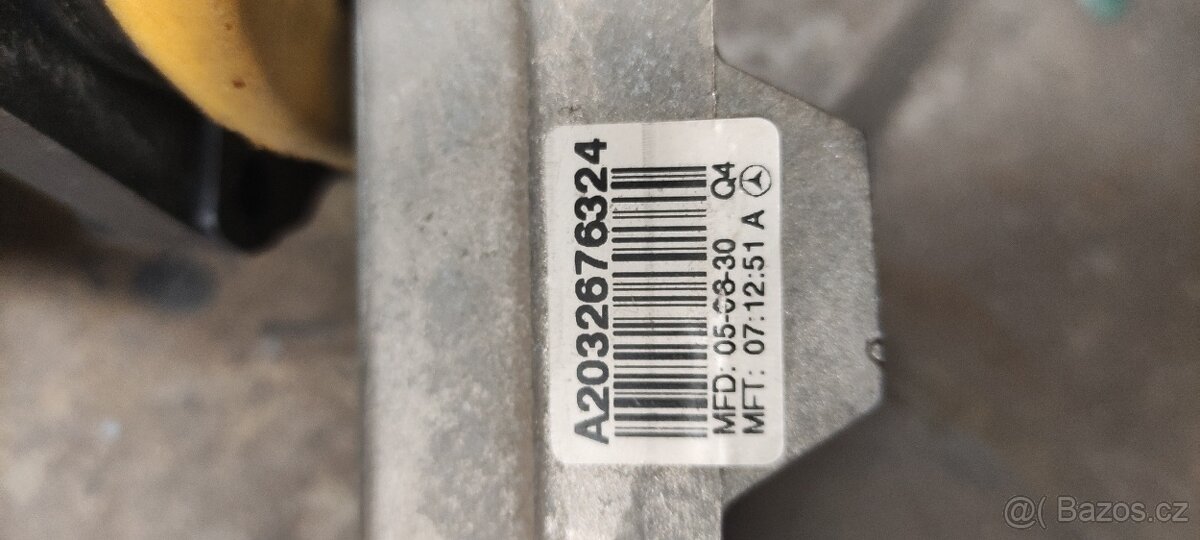 A2032676324
Q4
MFD: 05-08-30
MFT: 07:12:51 A
@( Bazos.cz